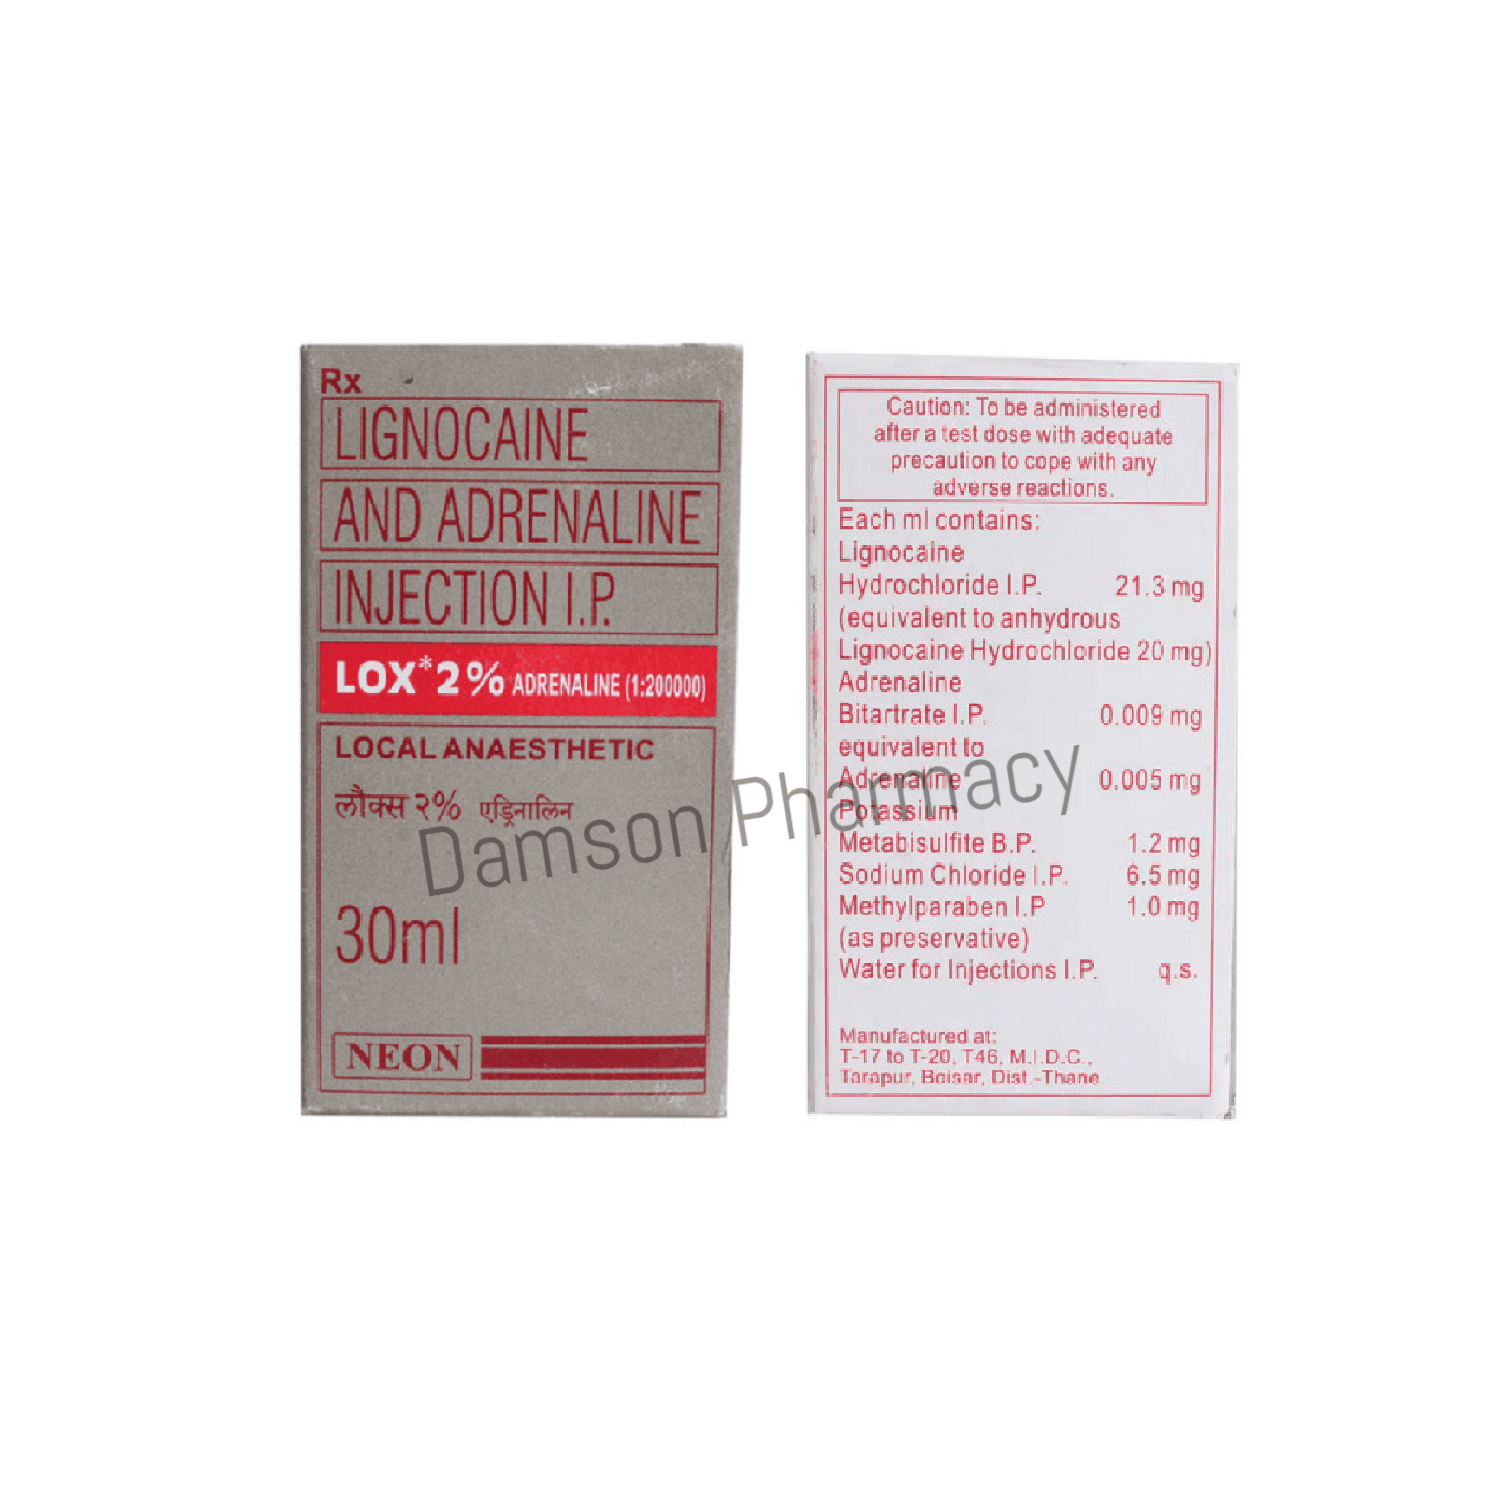 Rx
LIGNOCAINE
AND ADRENALINE
INJECTION I.P.
LOX* 2% ADRENALINE (1:200000)
LOCAL ANAESTHETIC
लौक्स २% एड्रिनालिन
30ml
NEON
Caution: To be administered
after a test dose with adequate
precaution to cope with any
adverse reactions.
Each ml contains:
Lignocaine
Hydrochloride I.P. 21.3 mg
(equivalent to anhydrous
Lignocaine Hydrochloride 20 mg)
Adrenaline
Bitartrate I.P. 0.009 mg
equivalent to
Adrenaline 0.005 mg
Potassium
Metabisulfite B.P. 1.2 mg
Sodium Chloride I.P. 6.5 mg
Methylparaben I.P 1.0 mg
(as preservative)
Water for Injections I.P. q.s.
Manufactured at:
T-17 to T-20, T46, M.I.D.C.,
Tarapur, Boisar, Dist.-Thane.
Damson Pharmacy